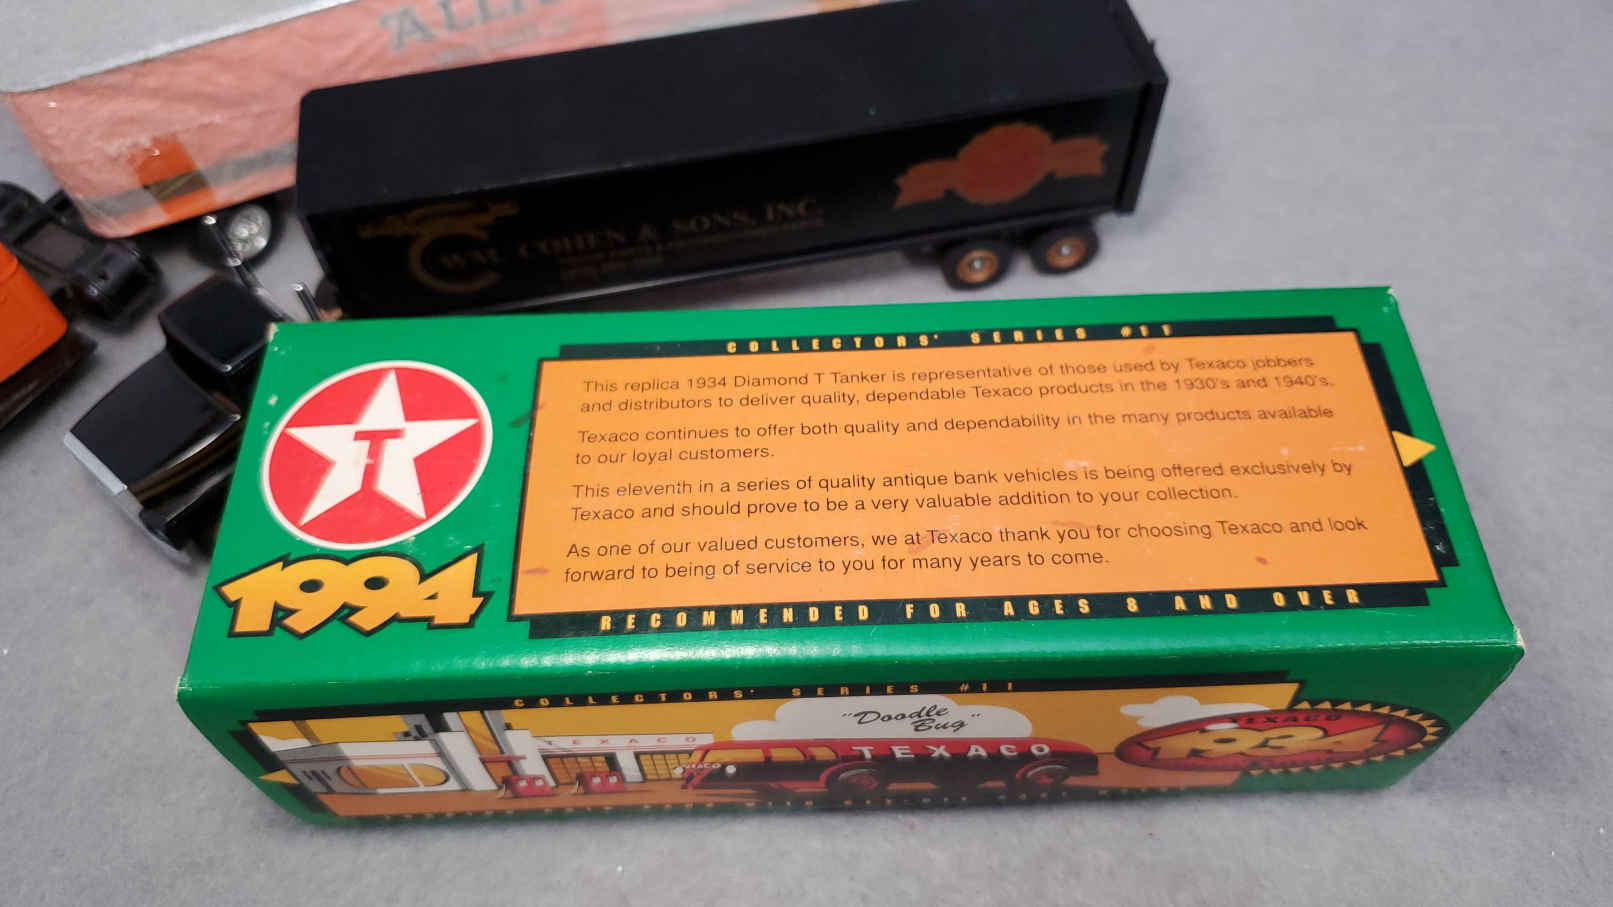 ALLI
WM. COHEN & SONS, INC.
COLLECTORS' SERIES #11
This replica 1934 Diamond T Tanker is representative of those used by Texaco jobbers
and distributors to deliver quality, dependable Texaco products in the 1930's and 1940's.
Texaco continues to offer both quality and dependability in the many products available
to our loyal customers.
This eleventh in a series of quality antique bank vehicles is being offered exclusively by
Texaco and should prove to be a very valuable addition to your collection.
As one of our valued customers, we at Texaco thank you for choosing Texaco and look
forward to being of service to you for many years to come.
RECOMMENDED FOR AGES 8 AND OVER
T
1994
COLLECTORS' SERIES #11
"Doodle
Bug"
TEXACO
TEXACO
TEXACO
TEXACO
1934